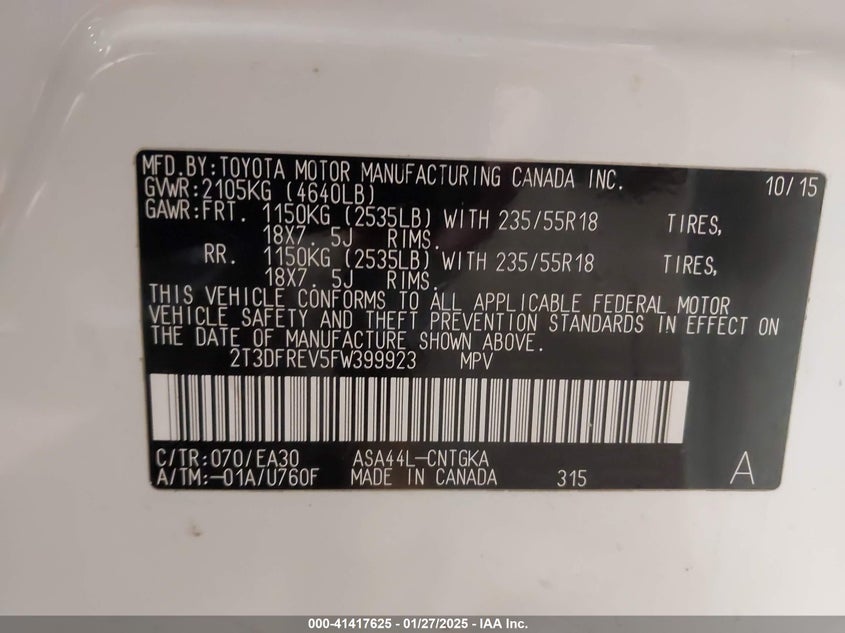 MFD.BY:TOYOTA MOTOR MANUFACTURING CANADA INC. 10/15
GVWR:2105KG (4640LB)
GAWR:FRT. 1150KG (2535LB) WITH 235/55R18 TIRES,
18X7. 5J RIMS.
RR. 1150KG (2535LB) WITH 235/55R18 TIRES,
18X7. 5J RIMS.
THIS VEHICLE CONFORMS TO ALL APPLICABLE FEDERAL MOTOR
VEHICLE SAFETY AND THEFT PREVENTION STANDARDS IN EFFECT ON
THE DATE OF MANUFACTURE SHOWN ABOVE.
2T3DFREV5FW399923 MPV
C/TR:070/EA30 ASA44L-CNTGKA
A/TM:-01A/U760F MADE IN CANADA 315 A
000-41417625 - 01/27/2025 - IAA Inc.